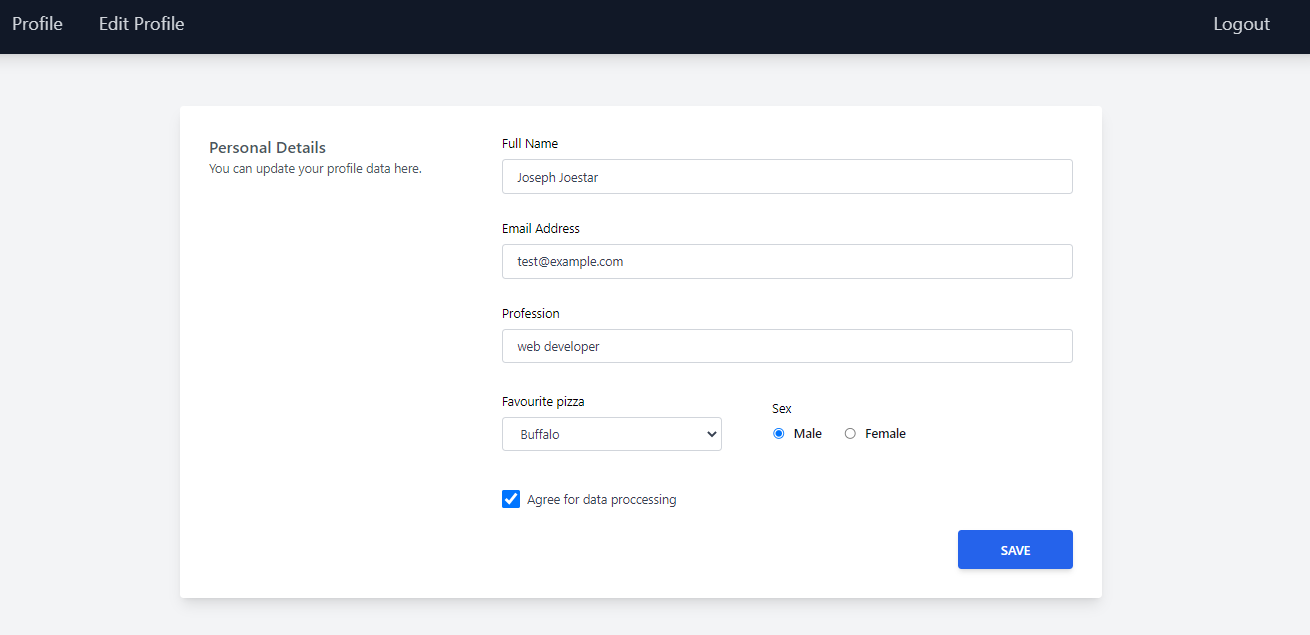 Profile Edit Profile Logout
Personal Details
You can update your profile data here.
Full Name
Joseph Joestar
Email Address
test@example.com
Profession
web developer
Favourite pizza
Buffalo
Sex
Male Female
Agree for data proccessing
SAVE